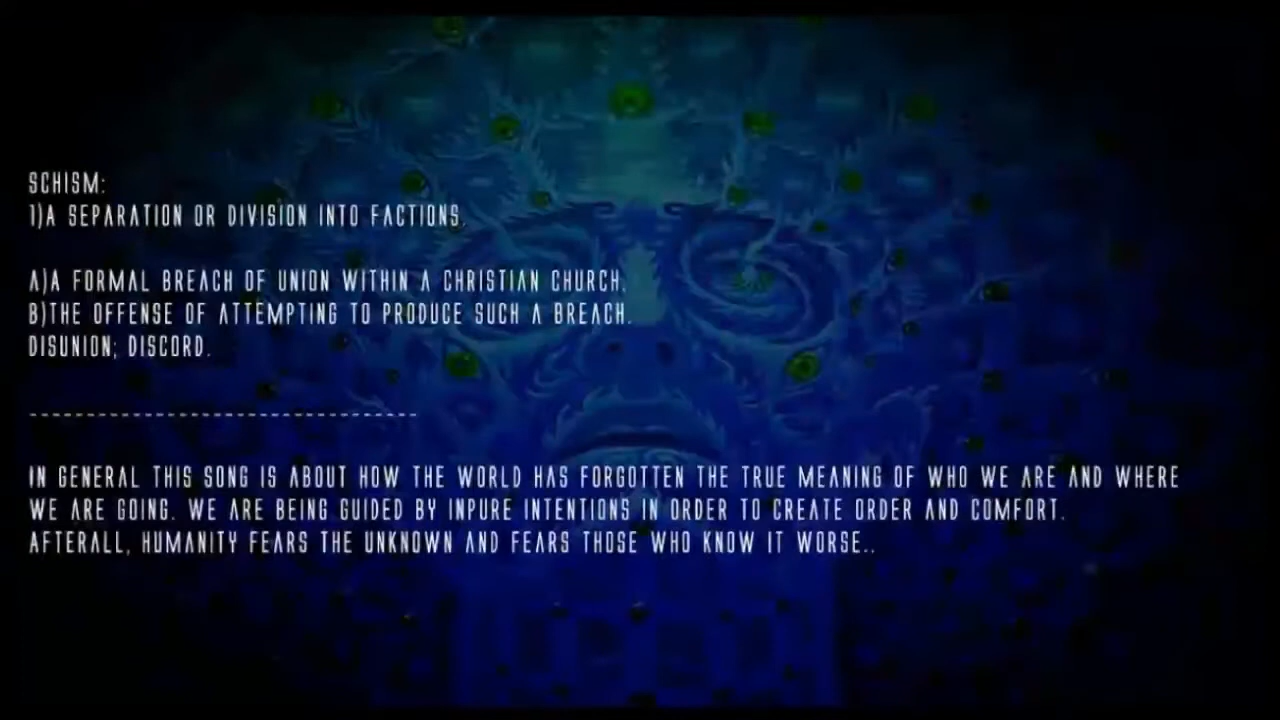 SCHISM:
1)A SEPARATION OR DIVISION INTO FACTIONS.
A)A FORMAL BREACH OF UNION WITHIN A CHRISTIAN CHURCH.
B)THE OFFENSE OF ATTEMPTING TO PRODUCE SUCH A BREACH.
DISUNION; DISCORD.
----------------------------------
IN GENERAL THIS SONG IS ABOUT HOW THE WORLD HAS FORGOTTEN THE TRUE MEANING OF WHO WE ARE AND WHERE
WE ARE GOING. WE ARE BEING GUIDED BY INPURE INTENTIONS IN ORDER TO CREATE ORDER AND COMFORT.
AFTERALL, HUMANITY FEARS THE UNKNOWN AND FEARS THOSE WHO KNOW IT WORSE..